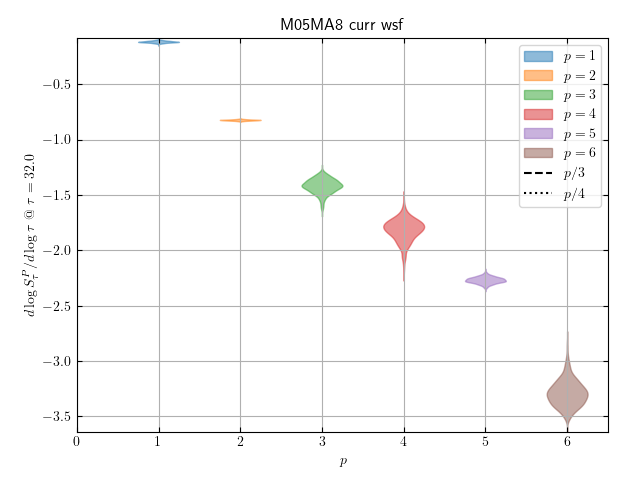 M05MA8 curr wsf
d log S_τ^P / d log τ @ τ = 32.0
−0.5
−1.0
−1.5
−2.0
−2.5
−3.0
−3.5
0 1 2 3 4 5 6
p
p = 1
p = 2
p = 3
p = 4
p = 5
p = 6
p/3
p/4